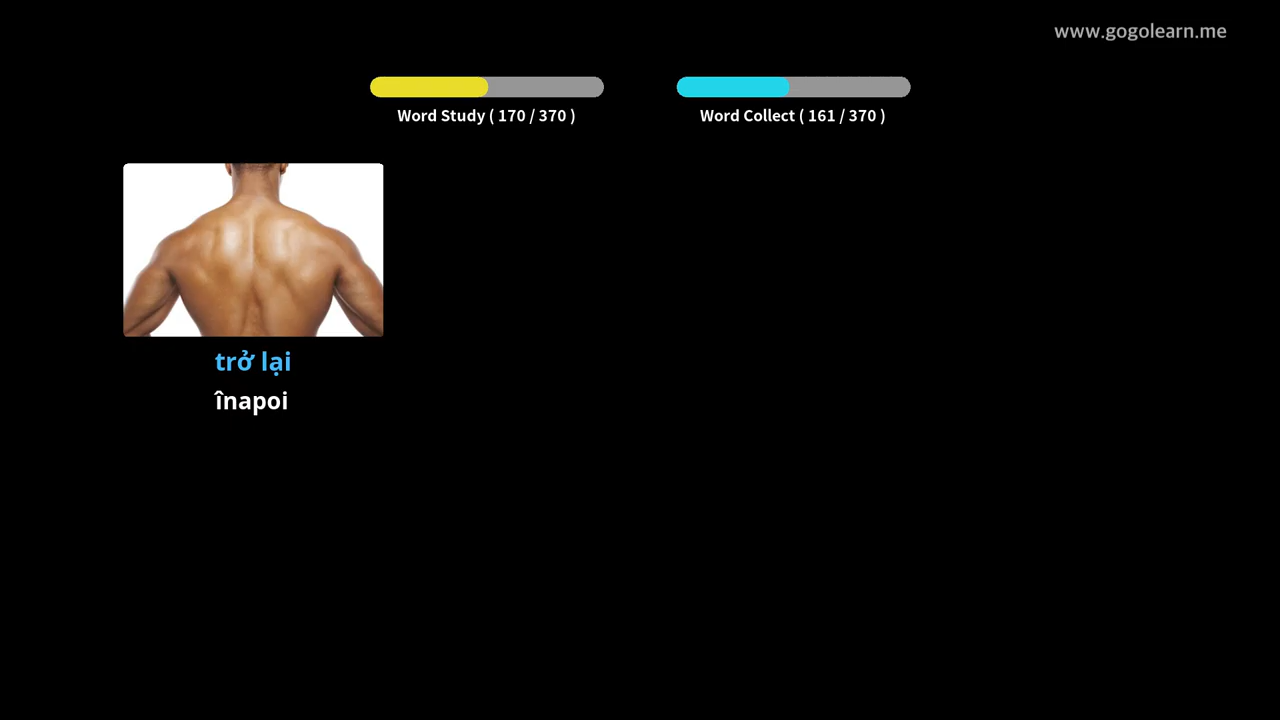 www.gogolearn.me
Word Study ( 170 / 370 )
Word Collect ( 161 / 370 )
trở lại
înapoi